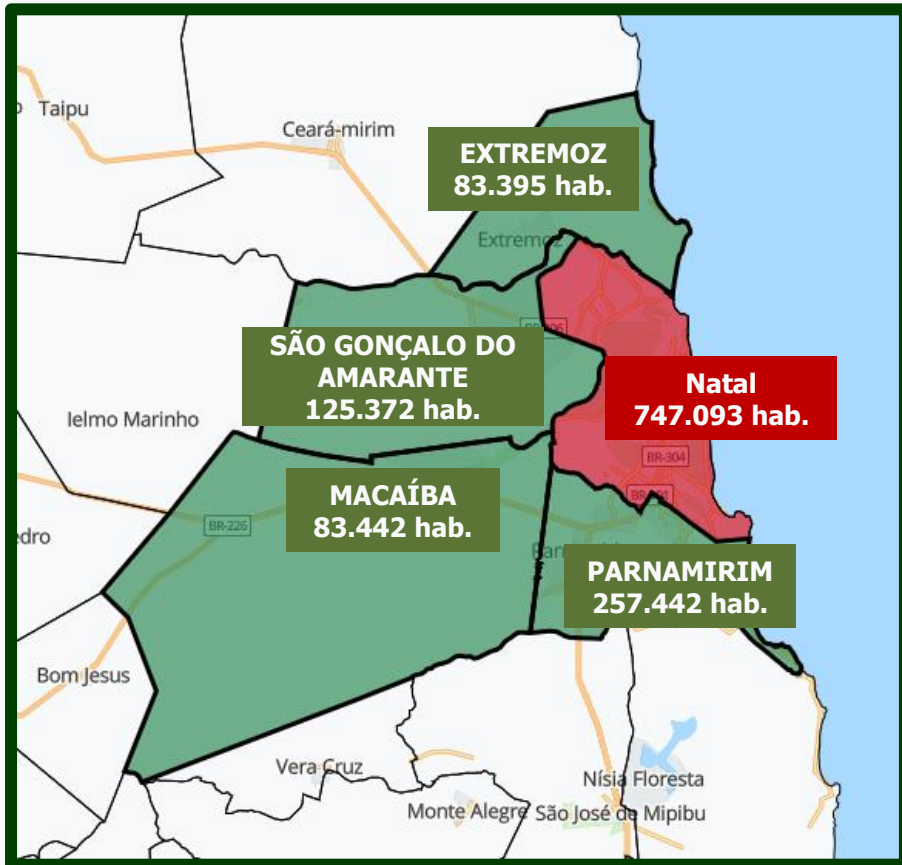 Taipu
Ceará-mirim
EXTREMOZ
83.395 hab.
Extremoz
SÃO GONÇALO DO
AMARANTE
125.372 hab.
Natal
747.093 hab.
Ielmo Marinho
BR-304
MACAÍBA
83.442 hab.
BR-226
edro
PARNAMIRIM
257.442 hab.
Bom Jesus
Vera Cruz
Nísia Floresta
Monte Alegre
São José de Mipibu